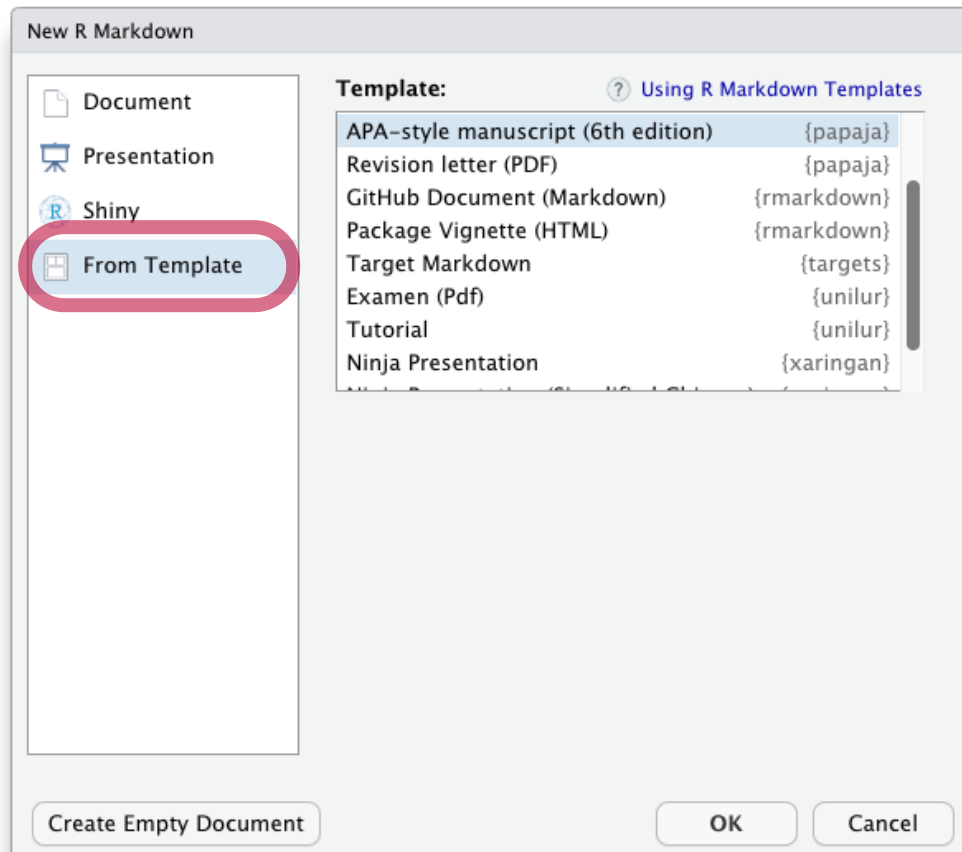 New R Markdown
Document
Presentation
R Shiny
From Template
Template:
? Using R Markdown Templates
APA-style manuscript (6th edition) {papaja}
Revision letter (PDF) {papaja}
GitHub Document (Markdown) {rmarkdown}
Package Vignette (HTML) {rmarkdown}
Target Markdown {targets}
Examen (Pdf) {unilur}
Tutorial {unilur}
Ninja Presentation {xaringan}
Create Empty Document
OK
Cancel